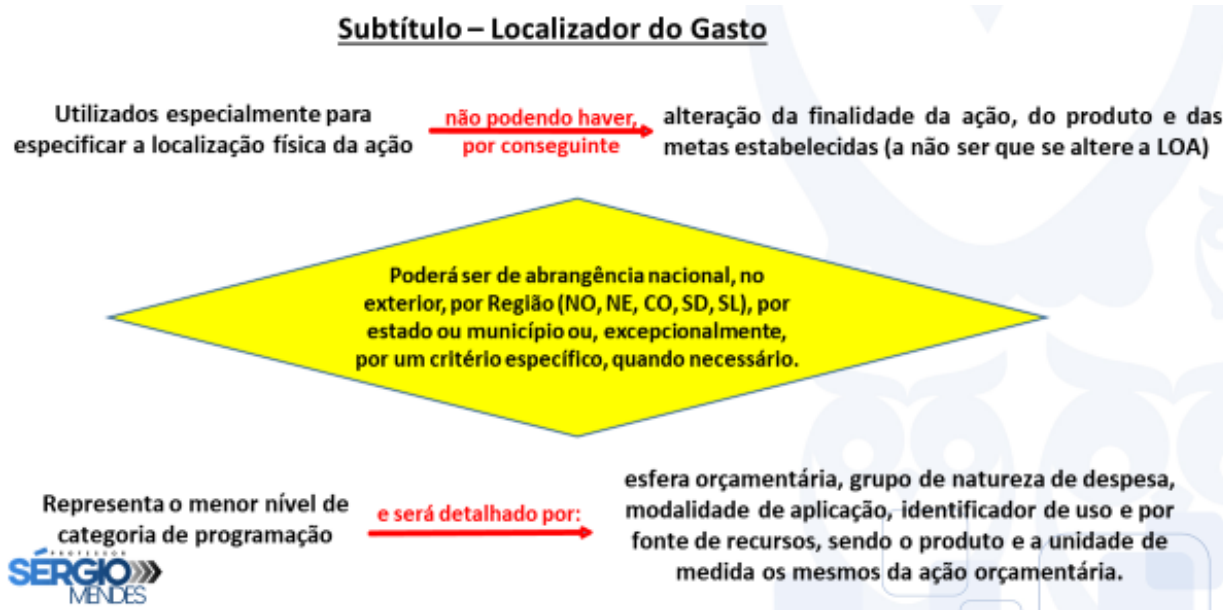 Subtítulo – Localizador do Gasto
Utilizados especialmente para
especificar a localização física da ação
não podendo haver,
por conseguinte
alteração da finalidade da ação, do produto e das
metas estabelecidas (a não ser que se altere a LOA)
Poderá ser de abrangência nacional, no
exterior, por Região (NO, NE, CO, SD, SL), por
estado ou município ou, excepcionalmente,
por um critério específico, quando necessário.
Representa o menor nível de
categoria de programação
e será detalhado por:
esfera orçamentária, grupo de natureza de despesa,
modalidade de aplicação, identificador de uso e por
fonte de recursos, sendo o produto e a unidade de
medida os mesmos da ação orçamentária.
PROFESSOR
SÉRGIO
MENDES